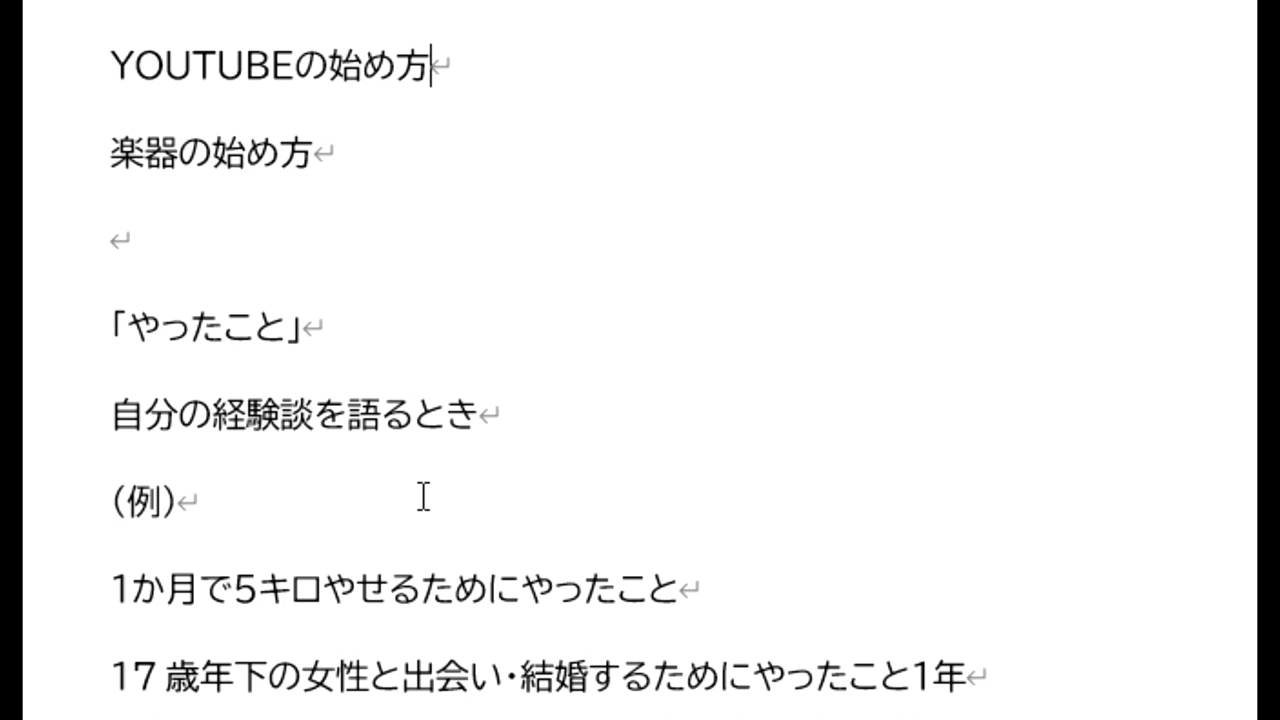 YOUTUBEの始め方
楽器の始め方
「やったこと」
自分の経験談を語るとき
(例)
1か月で5キロやせるためにやったこと
17 歳年下の女性と出会い・結婚するためにやったこと1年